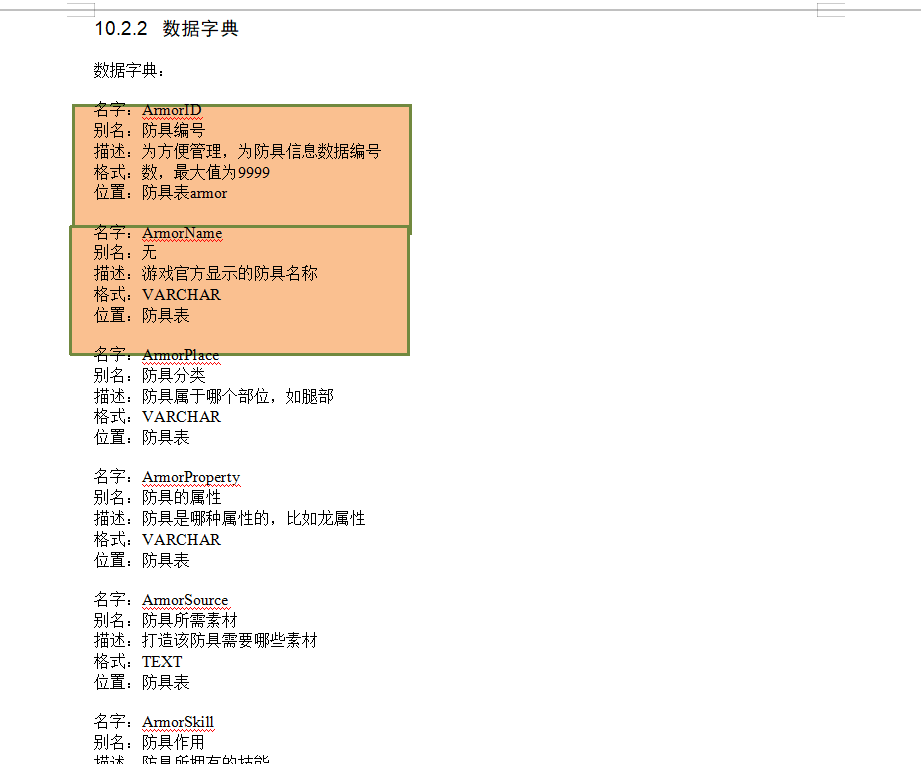 10.2.2 数据字典
数据字典：
名字：ArmorID
别名：防具编号
描述：为方便管理，为防具信息数据编号
格式：数，最大值为9999
位置：防具表armor
名字：ArmorName
别名：无
描述：游戏官方显示的防具名称
格式：VARCHAR
位置：防具表
名字：ArmorPlace
别名：防具分类
描述：防具属于哪个部位，如腿部
格式：VARCHAR
位置：防具表
名字：ArmorProperty
别名：防具的属性
描述：防具是哪种属性的，比如龙属性
格式：VARCHAR
位置：防具表
名字：ArmorSource
别名：防具所需素材
描述：打造该防具需要哪些素材
格式：TEXT
位置：防具表
名字：ArmorSkill
别名：防具作用
描述：防具所拥有的技能